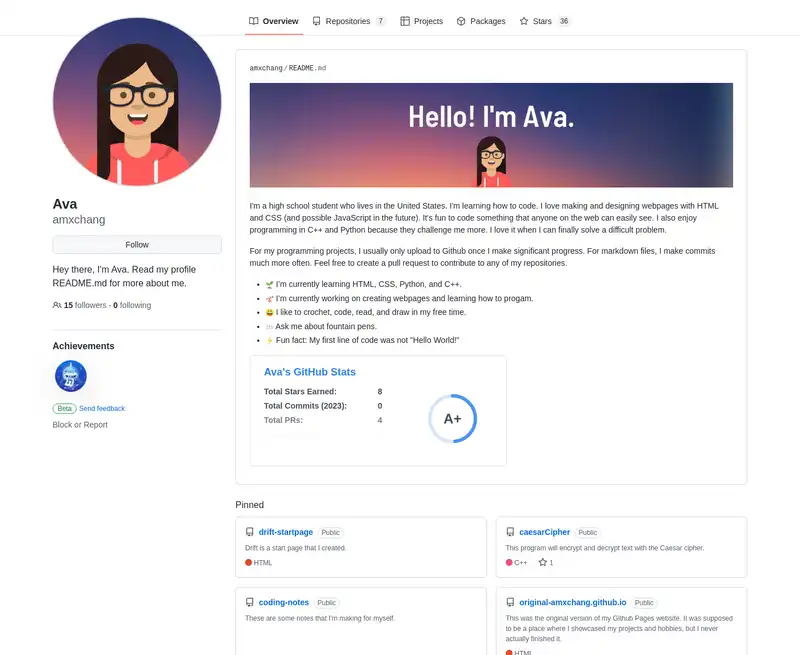 Overview
Repositories 7
Projects
Packages
Stars 36
Ava
amxchang
Follow
Hey there, I'm Ava. Read my profile
README.md for more about me.
15 followers · 0 following
Achievements
Beta Send feedback
Block or Report
amxchang/README.md
Hello! I'm Ava.
I'm a high school student who lives in the United States. I'm learning how to code. I love making and designing webpages with HTML
and CSS (and possible JavaScript in the future). It's fun to code something that anyone on the web can easily see. I also enjoy
programming in C++ and Python because they challenge me more. I love it when I can finally solve a difficult problem.
For my programming projects, I usually only upload to Github once I make significant progress. For markdown files, I make commits
much more often. Feel free to create a pull request to contribute to any of my repositories.
• 🌱 I'm currently learning HTML, CSS, Python, and C++.
• I'm currently working on creating webpages and learning how to progam.
• 😄 I like to crochet, code, read, and draw in my free time.
• Ask me about fountain pens.
• ⚡ Fun fact: My first line of code was not "Hello World!"
Ava's GitHub Stats
Total Stars Earned: 8
Total Commits (2023): 0
Total PRs: 4
A+
Pinned
drift-startpage Public
Drift is a start page that I created.
HTML
caesarCipher Public
This program will encrypt and decrypt text with the Caesar cipher.
C++ 1
coding-notes Public
These are some notes that I'm making for myself.
original-amxchang.github.io Public
This was the original version of my Github Pages website. It was supposed
to be a place where I showcased my projects and hobbies, but I never
actually finished it.
HTML